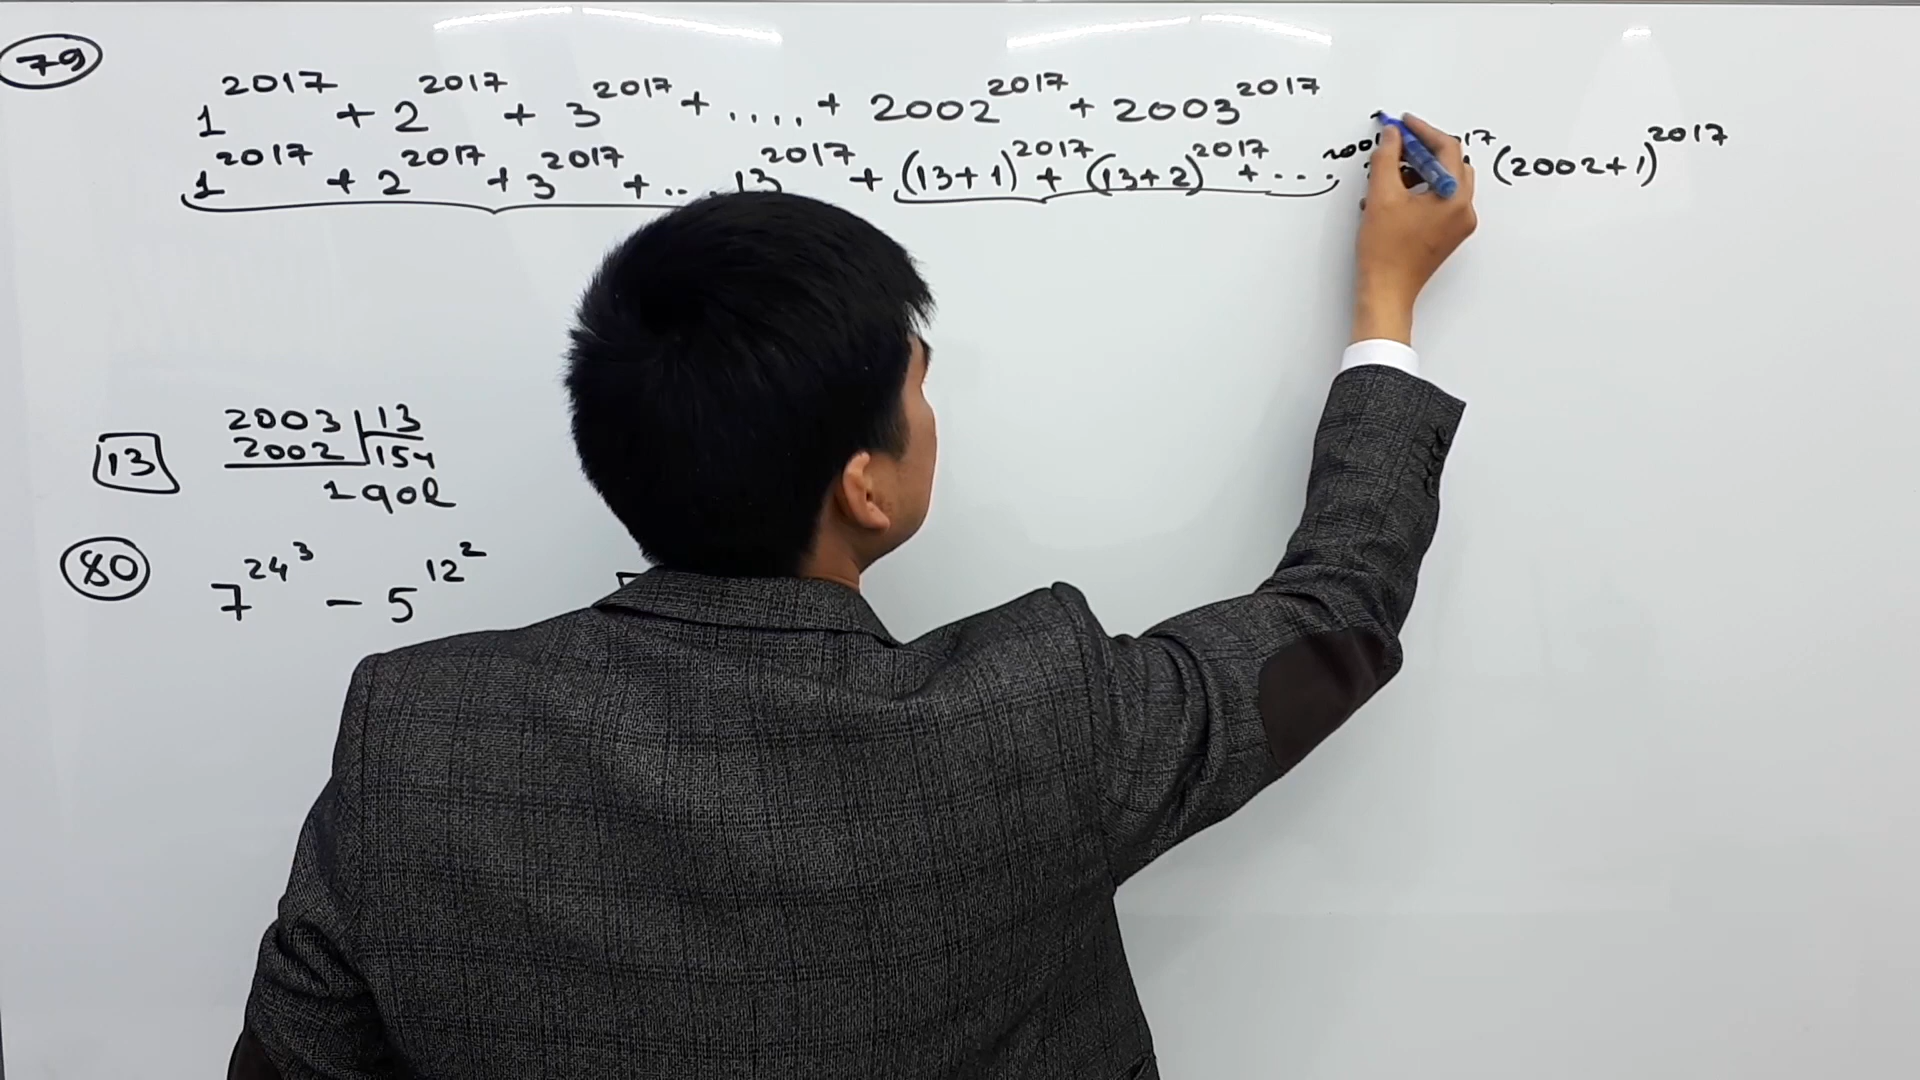 79
1^2017 + 2^2017 + 3^2017 + .... + 2002^2017 + 2003^2017
1^2017 + 2^2017 + 3^2017 + .... 13^2017 + (13+1)^2017 + (13+2)^2017 + .... (2002+1)^2017
13
2003 | 13
2002 | 154
1 qol
80
7^24^3 - 5^12^2